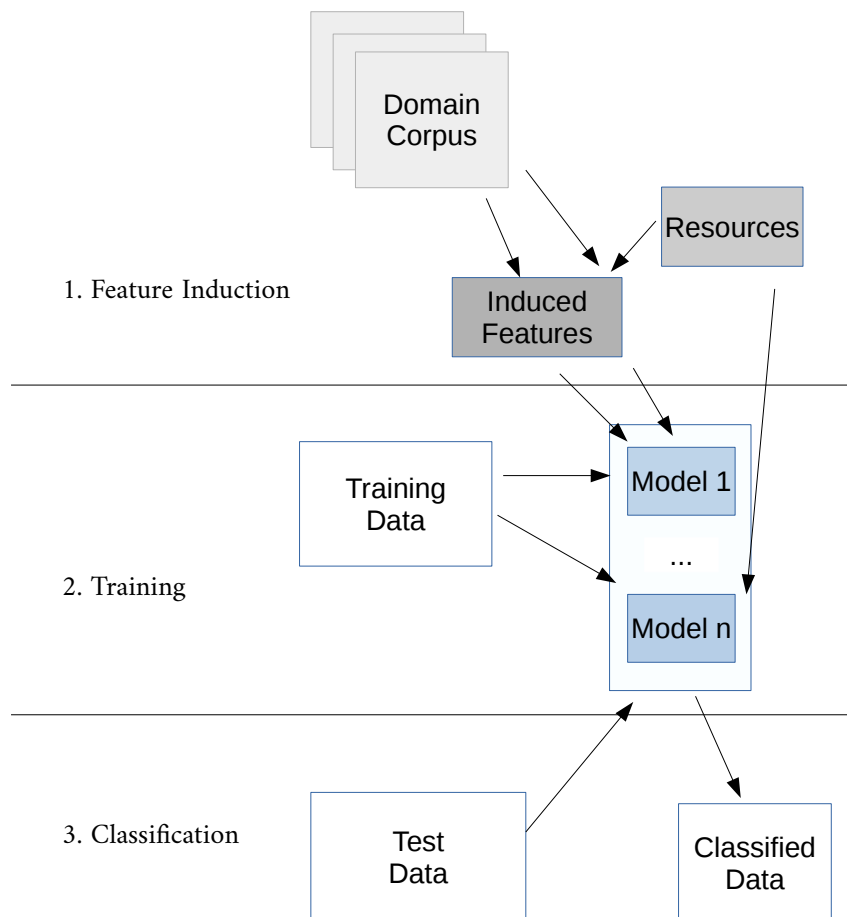 Domain
Corpus
Resources
1. Feature Induction
Induced
Features
Training
Data
Model 1
...
2. Training
Model n
3. Classification
Test
Data
Classified
Data